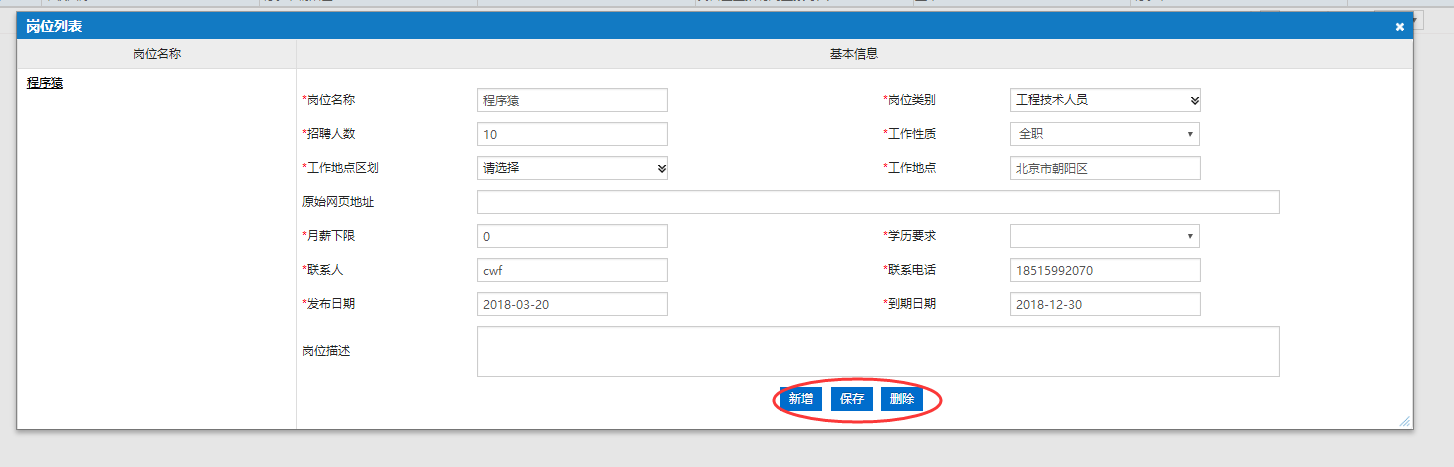 岗位列表
岗位名称 基本信息
程序猿
*岗位名称 程序猿 *岗位类别 工程技术人员
*招聘人数 10 *工作性质 全职
*工作地点区划 请选择 *工作地点 北京市朝阳区
原始网页地址
*月薪下限 0 *学历要求
*联系人 cwf *联系电话 18515992070
*发布日期 2018-03-20 *到期日期 2018-12-30
岗位描述
新增 保存 删除